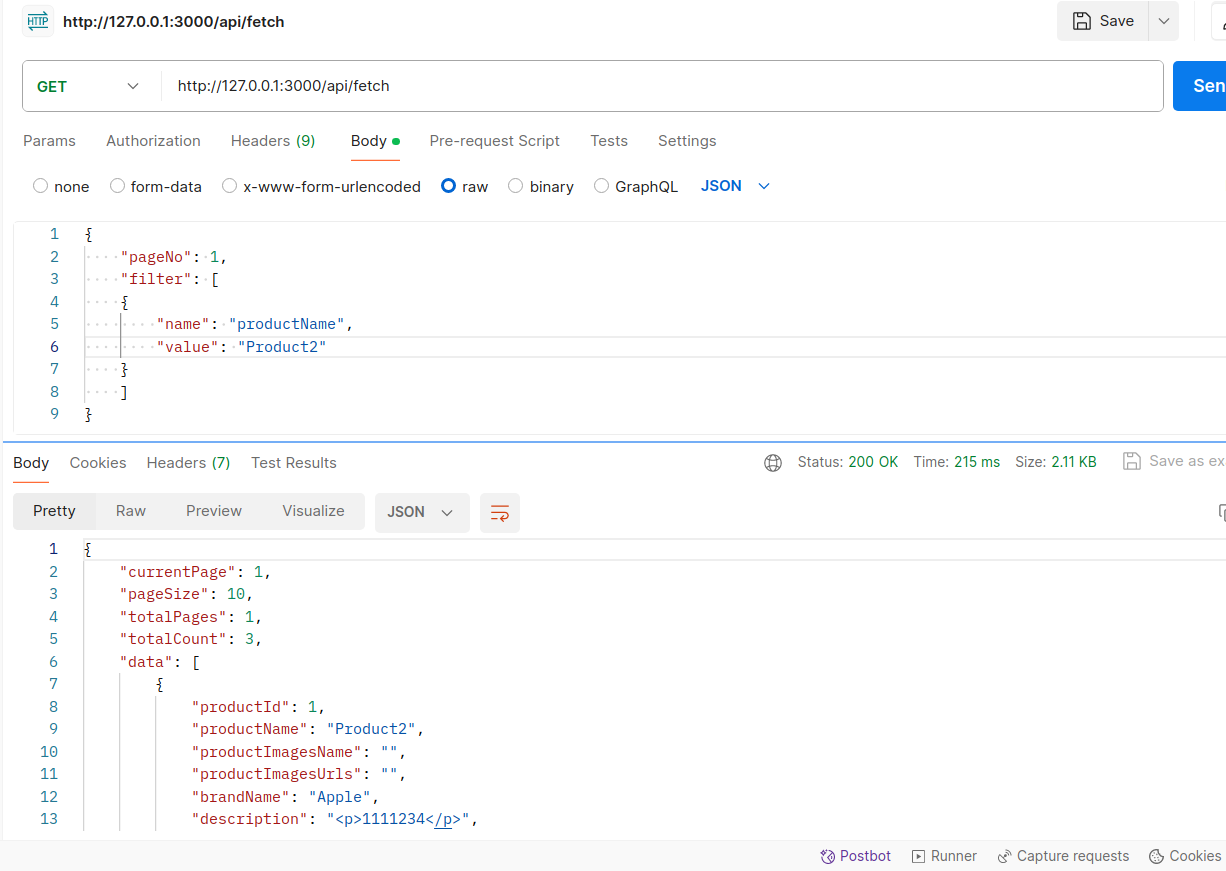 HTTP http://127.0.0.1:3000/api/fetch Save
GET http://127.0.0.1:3000/api/fetch Sen
Params Authorization Headers (9) Body Pre-request Script Tests Settings
none form-data x-www-form-urlencoded raw binary GraphQL JSON
1 {
2 "pageNo": 1,
3 "filter": [
4 {
5 "name": "productName",
6 "value": "Product2"
7 }
8 ]
9 }
Body Cookies Headers (7) Test Results Status: 200 OK Time: 215 ms Size: 2.11 KB Save as ex
Pretty Raw Preview Visualize JSON
1 {
2 "currentPage": 1,
3 "pageSize": 10,
4 "totalPages": 1,
5 "totalCount": 3,
6 "data": [
7 {
8 "productId": 1,
9 "productName": "Product2",
10 "productImagesName": "",
11 "productImagesUrls": "",
12 "brandName": "Apple",
13 "description": "<p>1111234</p>",
Postbot Runner Capture requests Cookies